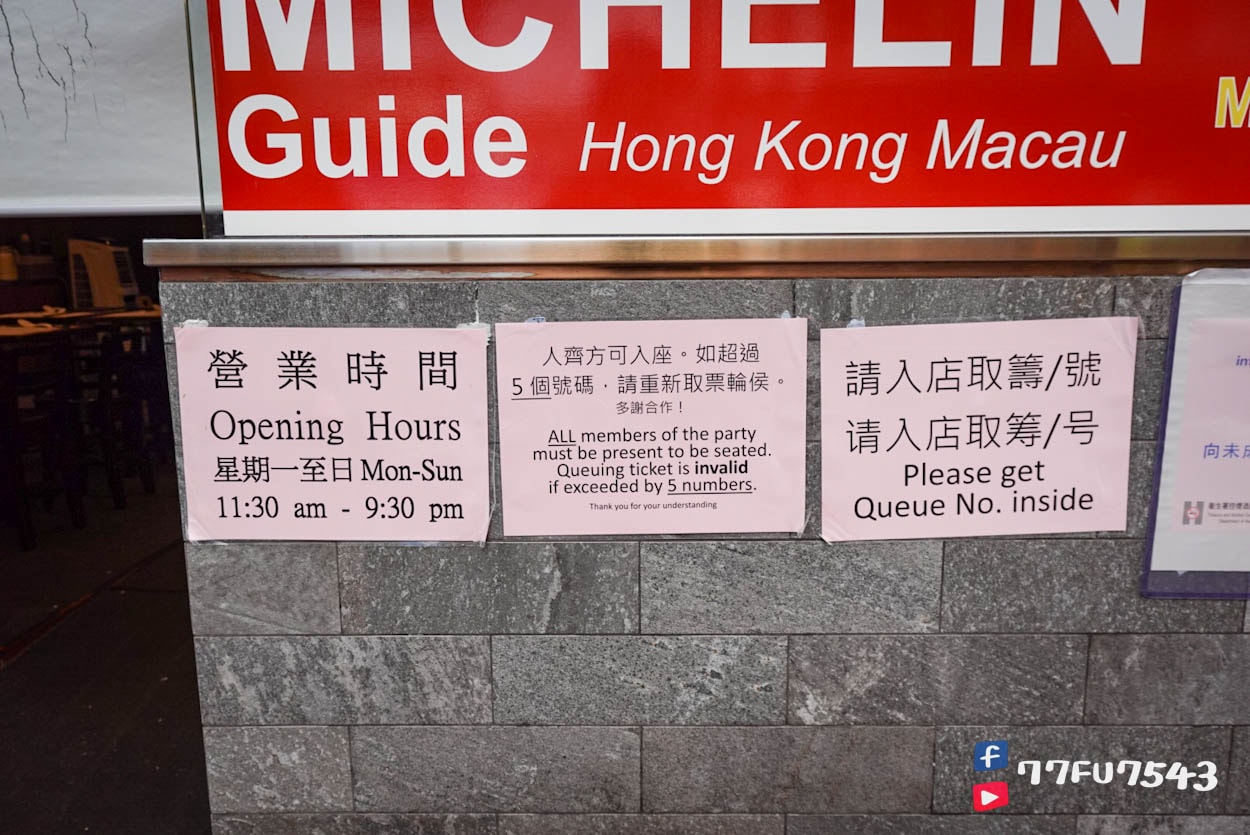 MICHELIN
Guide Hong Kong Macau
M
營業時間
Opening Hours
星期一至日 Mon-Sun
11:30 am - 9:30 pm
人齊方可入座。如超過
5 個號碼，請重新取票輪侯。
多謝合作！
ALL members of the party
must be present to be seated.
Queuing ticket is invalid
if exceeded by 5 numbers.
Thank you for your understanding
請入店取籌/號
请入店取筹/号
Please get
Queue No. inside
向未成
77FU7543